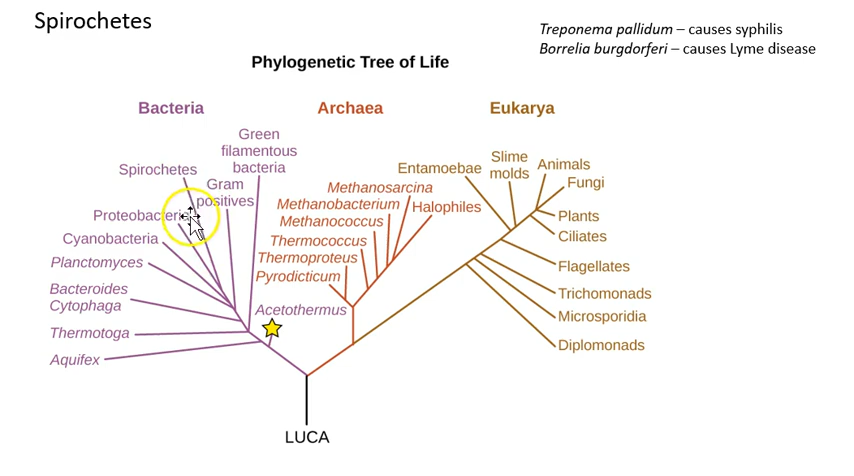 Spirochetes
Treponema pallidum – causes syphilis
Borrelia burgdorferi – causes Lyme disease
Phylogenetic Tree of Life
Bacteria
Archaea
Eukarya
Green
filamentous
bacteria
Spirochetes
Gram
positives
Proteobacteria
Cyanobacteria
Planctomyces
Bacteroides
Cytophaga
Thermotoga
Aquifex
Acetothermus
Methanosarcina
Methanobacterium
Halophiles
Methanococcus
Thermococcus
Thermoproteus
Pyrodicticum
Entamoebae
Slime
molds
Animals
Fungi
Plants
Ciliates
Flagellates
Trichomonads
Microsporidia
Diplomonads
LUCA